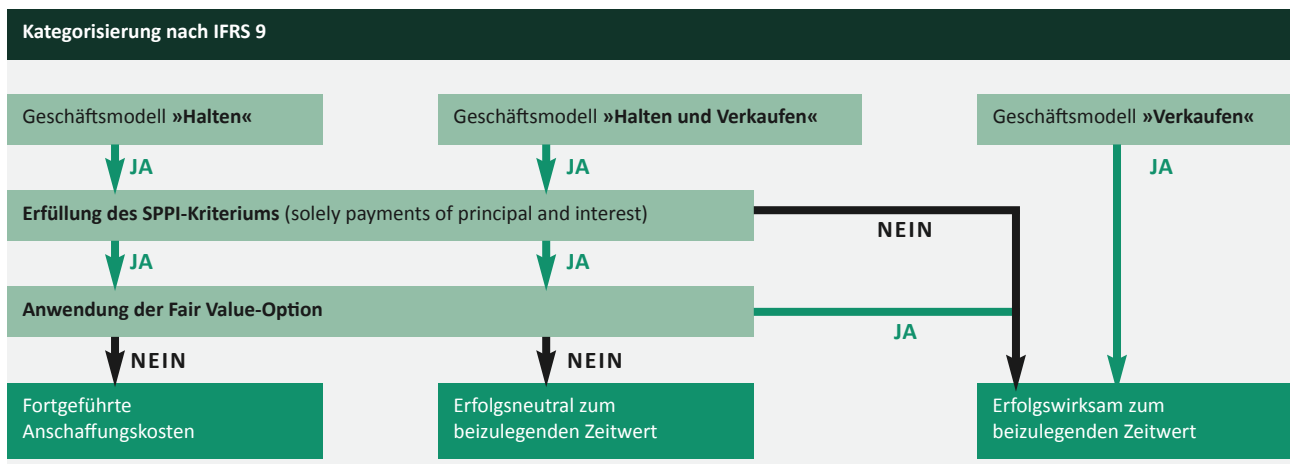 Kategorisierung nach IFRS 9
Geschäftsmodell »Halten«
Geschäftsmodell »Halten und Verkaufen«
Geschäftsmodell »Verkaufen«
JA
JA
JA
Erfüllung des SPPI-Kriteriums (solely payments of principal and interest)
NEIN
JA
JA
Anwendung der Fair Value-Option
JA
NEIN
NEIN
Fortgeführte
Anschaffungskosten
Erfolgsneutral zum
beizulegenden Zeitwert
Erfolgswirksam zum
beizulegenden Zeitwert